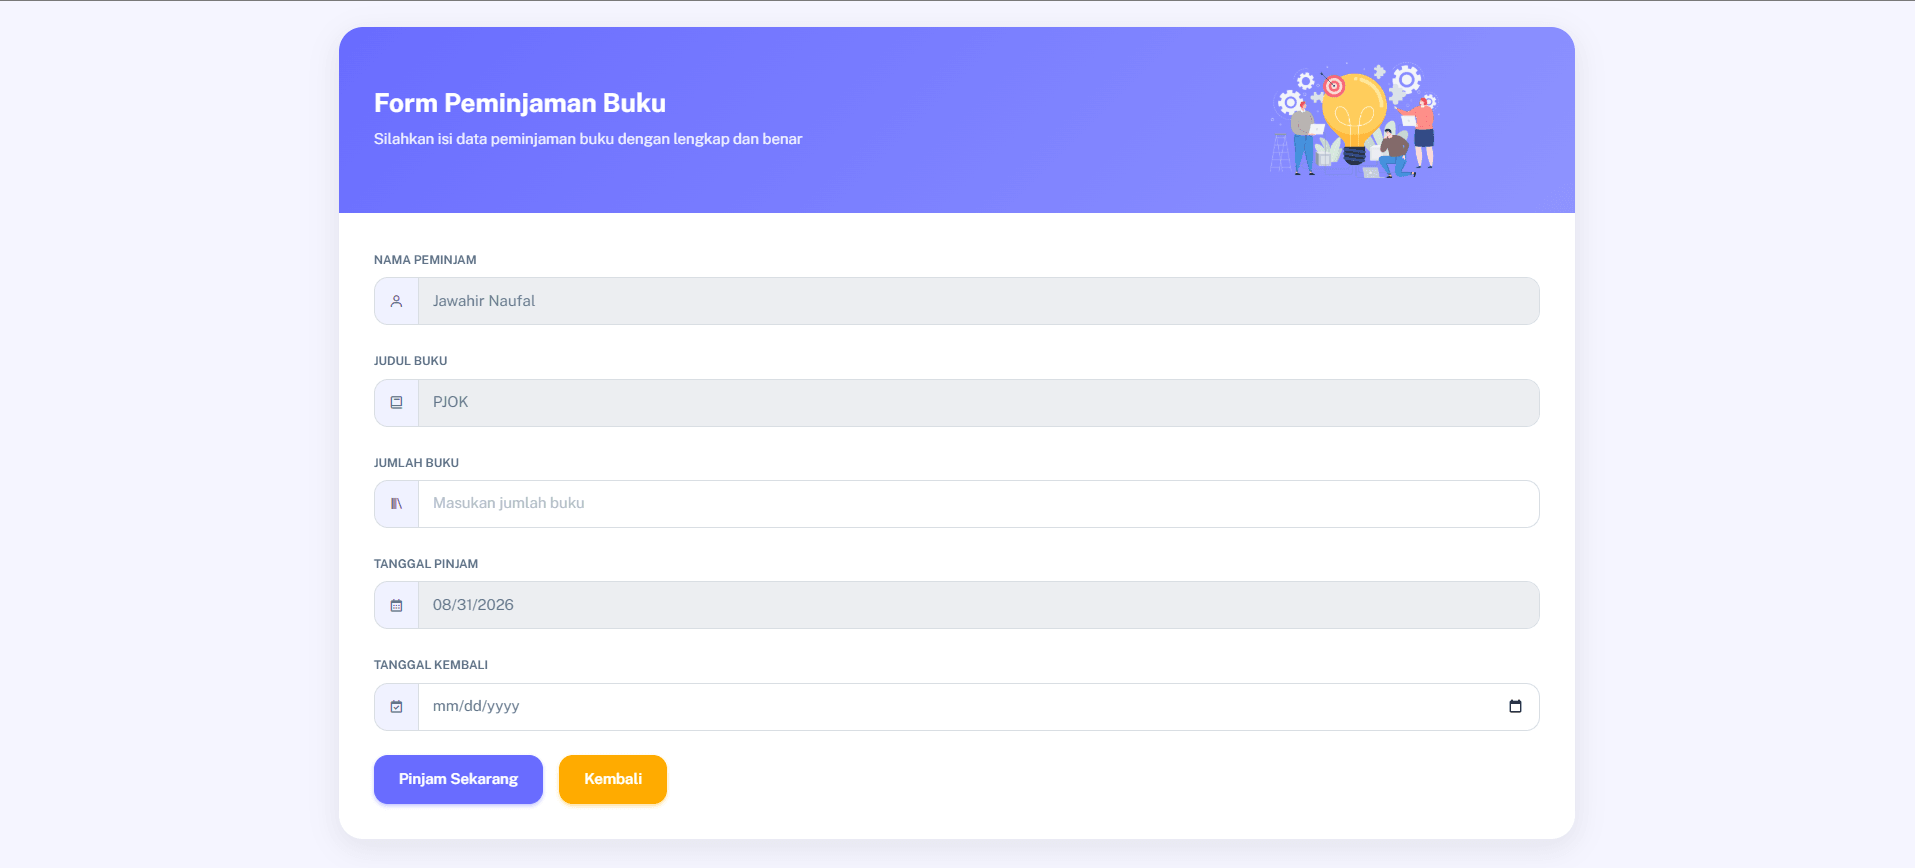 Form Peminjaman Buku
Silahkan isi data peminjaman buku dengan lengkap dan benar
NAMA PEMINJAM
Jawahir Naufal
JUDUL BUKU
PJOK
JUMLAH BUKU
Masukan jumlah buku
TANGGAL PINJAM
08/31/2026
TANGGAL KEMBALI
mm/dd/yyyy
Pinjam Sekarang Kembali